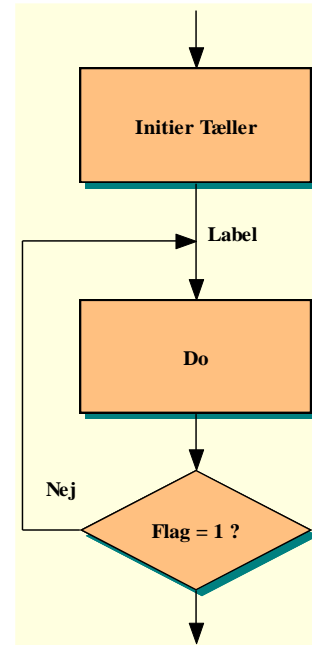 Initier Tæller
Label
Do
Nej
Flag = 1 ?